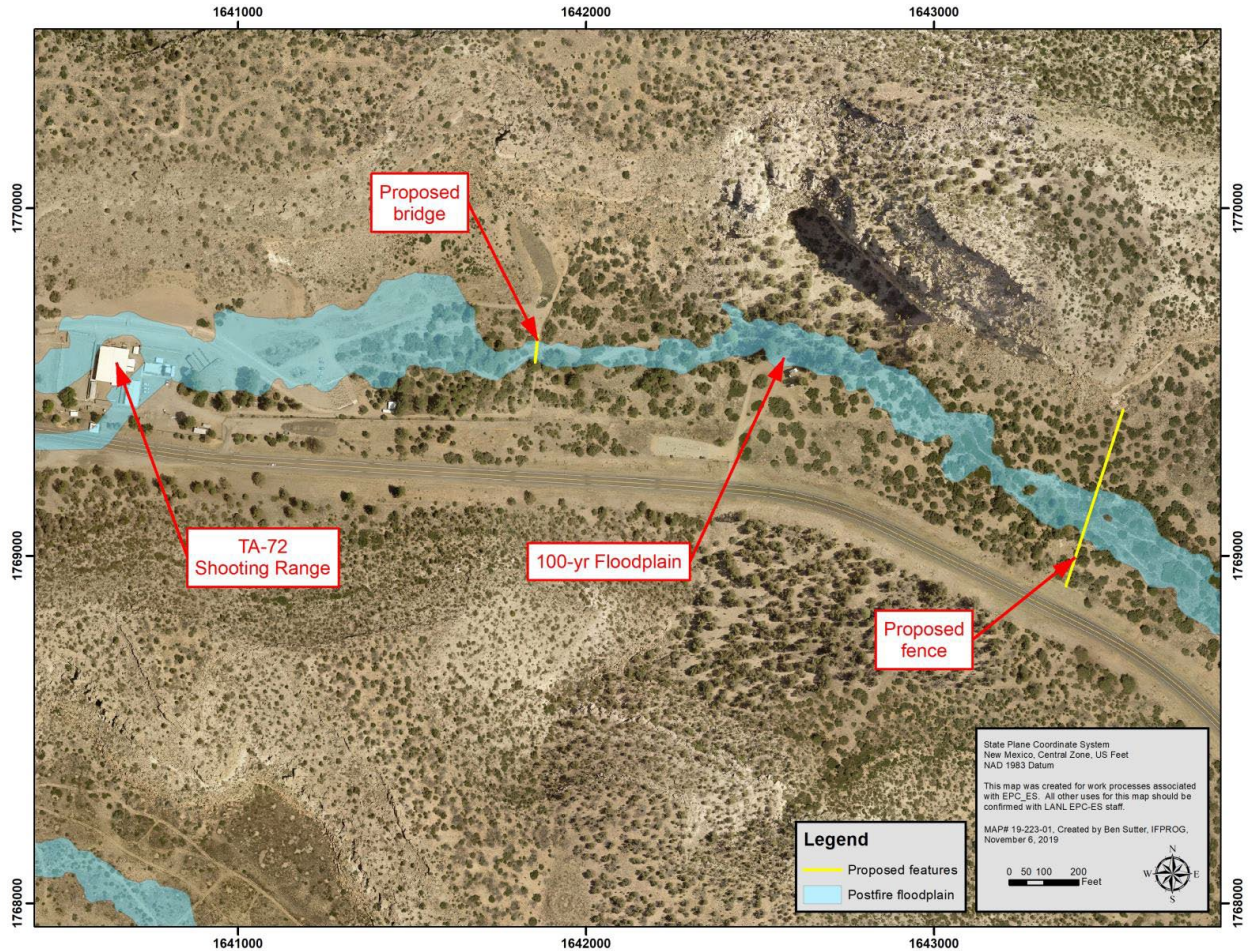 1641000
1642000
1643000
1770000
1770000
Proposed
bridge
TA-72
Shooting Range
100-yr Floodplain
1769000
1769000
Proposed
fence
State Plane Coordinate System
New Mexico, Central Zone, US Feet
NAD 1983 Datum
This map was created for work processes associated
with EPC_ES. All other uses for this map should be
confirmed with LANL EPC-ES staff.
MAP# 19-223-01, Created by Ben Sutter, IFPROG,
November 6, 2019
0 50 100 200
Feet
N
W E
S
Legend
Proposed features
Postfire floodplain
1768000
1768000
1641000
1642000
1643000